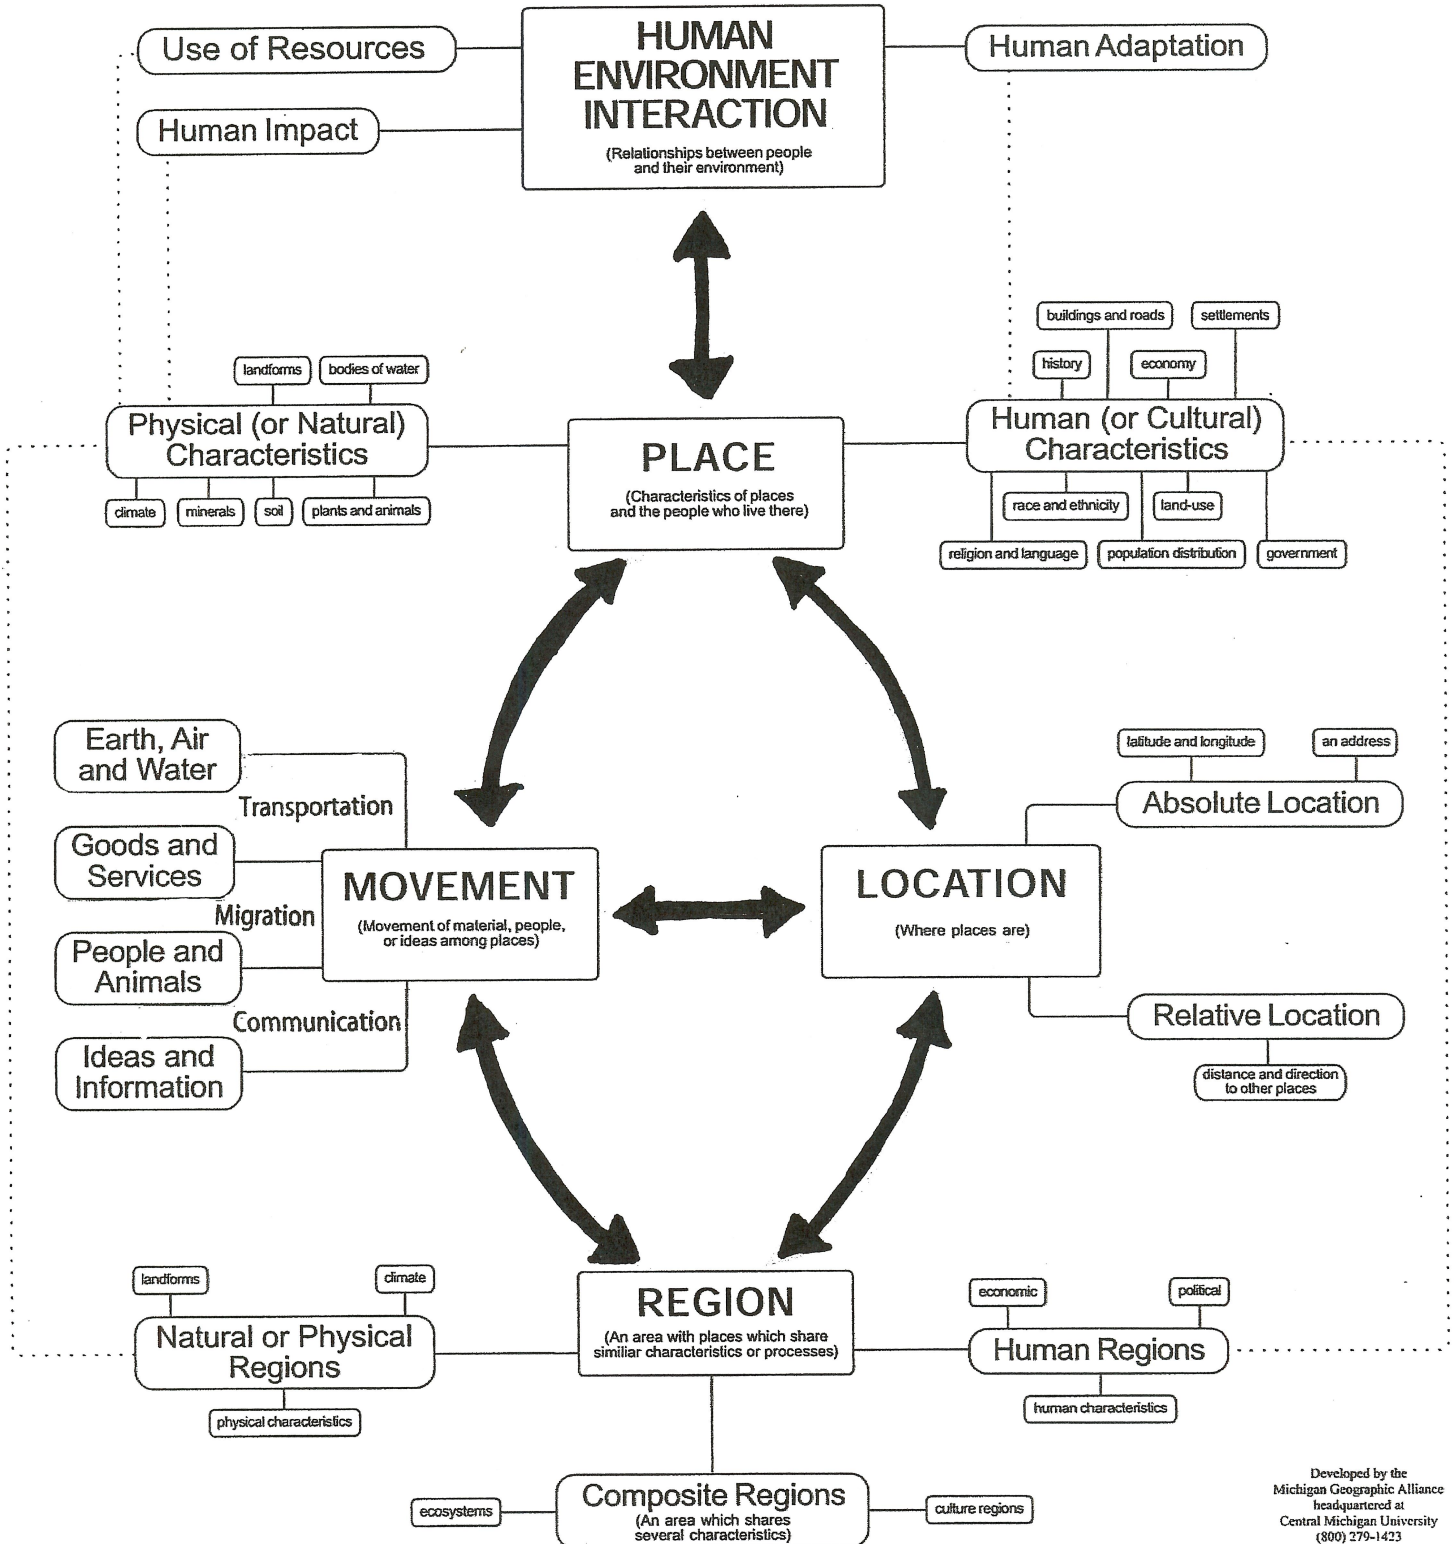 Use of Resources
HUMAN
ENVIRONMENT
INTERACTION
(Relationships between people
and their environment)
Human Adaptation
Human Impact
buildings and roads
settlements
history
economy
landforms
bodies of water
Physical (or Natural)
Characteristics
climate
minerals
soil
plants and animals
PLACE
(Characteristics of places
and the people who live there)
Human (or Cultural)
Characteristics
race and ethnicity
land-use
religion and language
population distribution
government
Earth, Air
and Water
Transportation
Goods and
Services
Migration
People and
Animals
Communication
Ideas and
Information
MOVEMENT
(Movement of material, people,
or ideas among places)
LOCATION
(Where places are)
latitude and longitude
an address
Absolute Location
Relative Location
distance and direction
to other places
landforms
climate
Natural or Physical
Regions
physical characteristics
REGION
(An area with places which share
similiar characteristics or processes)
economic
political
Human Regions
human characteristics
ecosystems
Composite Regions
(An area which shares
several characteristics)
culture regions
Developed by the
Michigan Geographic Alliance
headquartered at
Central Michigan University
(800) 279-1423